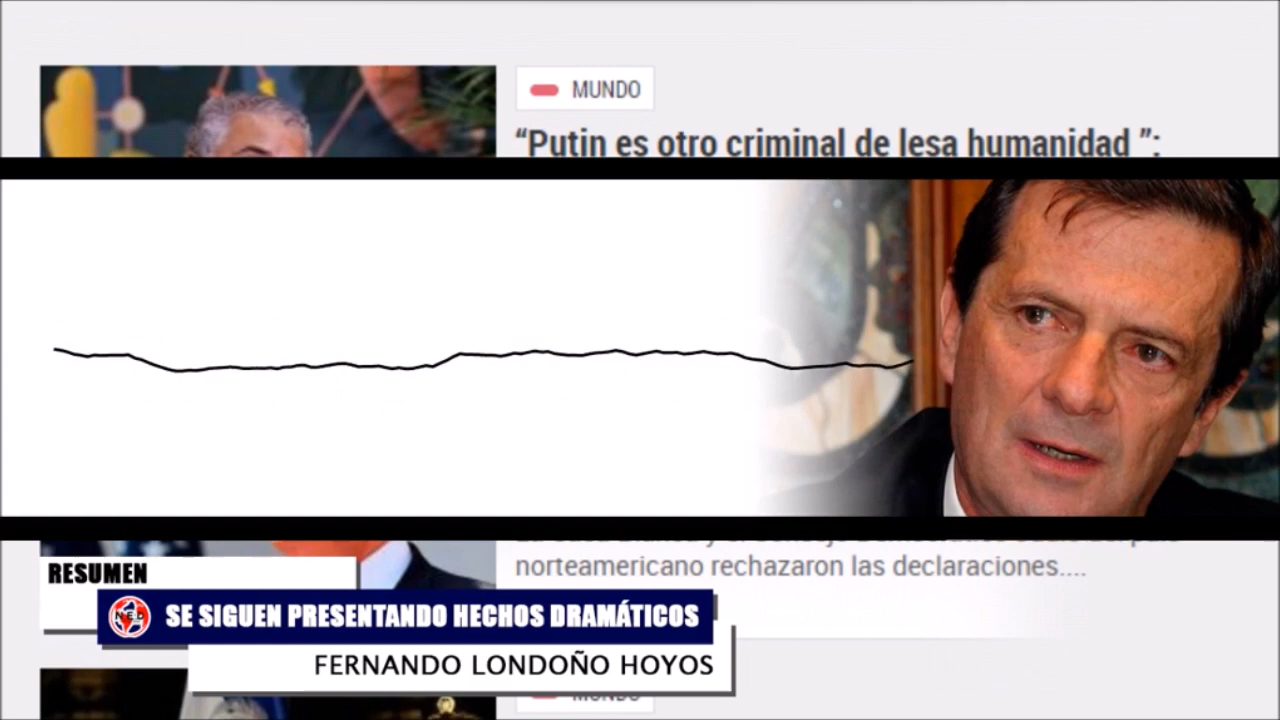 MUNDO
“Putin es otro criminal de lesa humanidad ”:
norteamericano rechazaron las declaraciones....
RESUMEN
SE SIGUEN PRESENTANDO HECHOS DRAMÁTICOS
FERNANDO LONDOÑO HOYOS
MUNDO